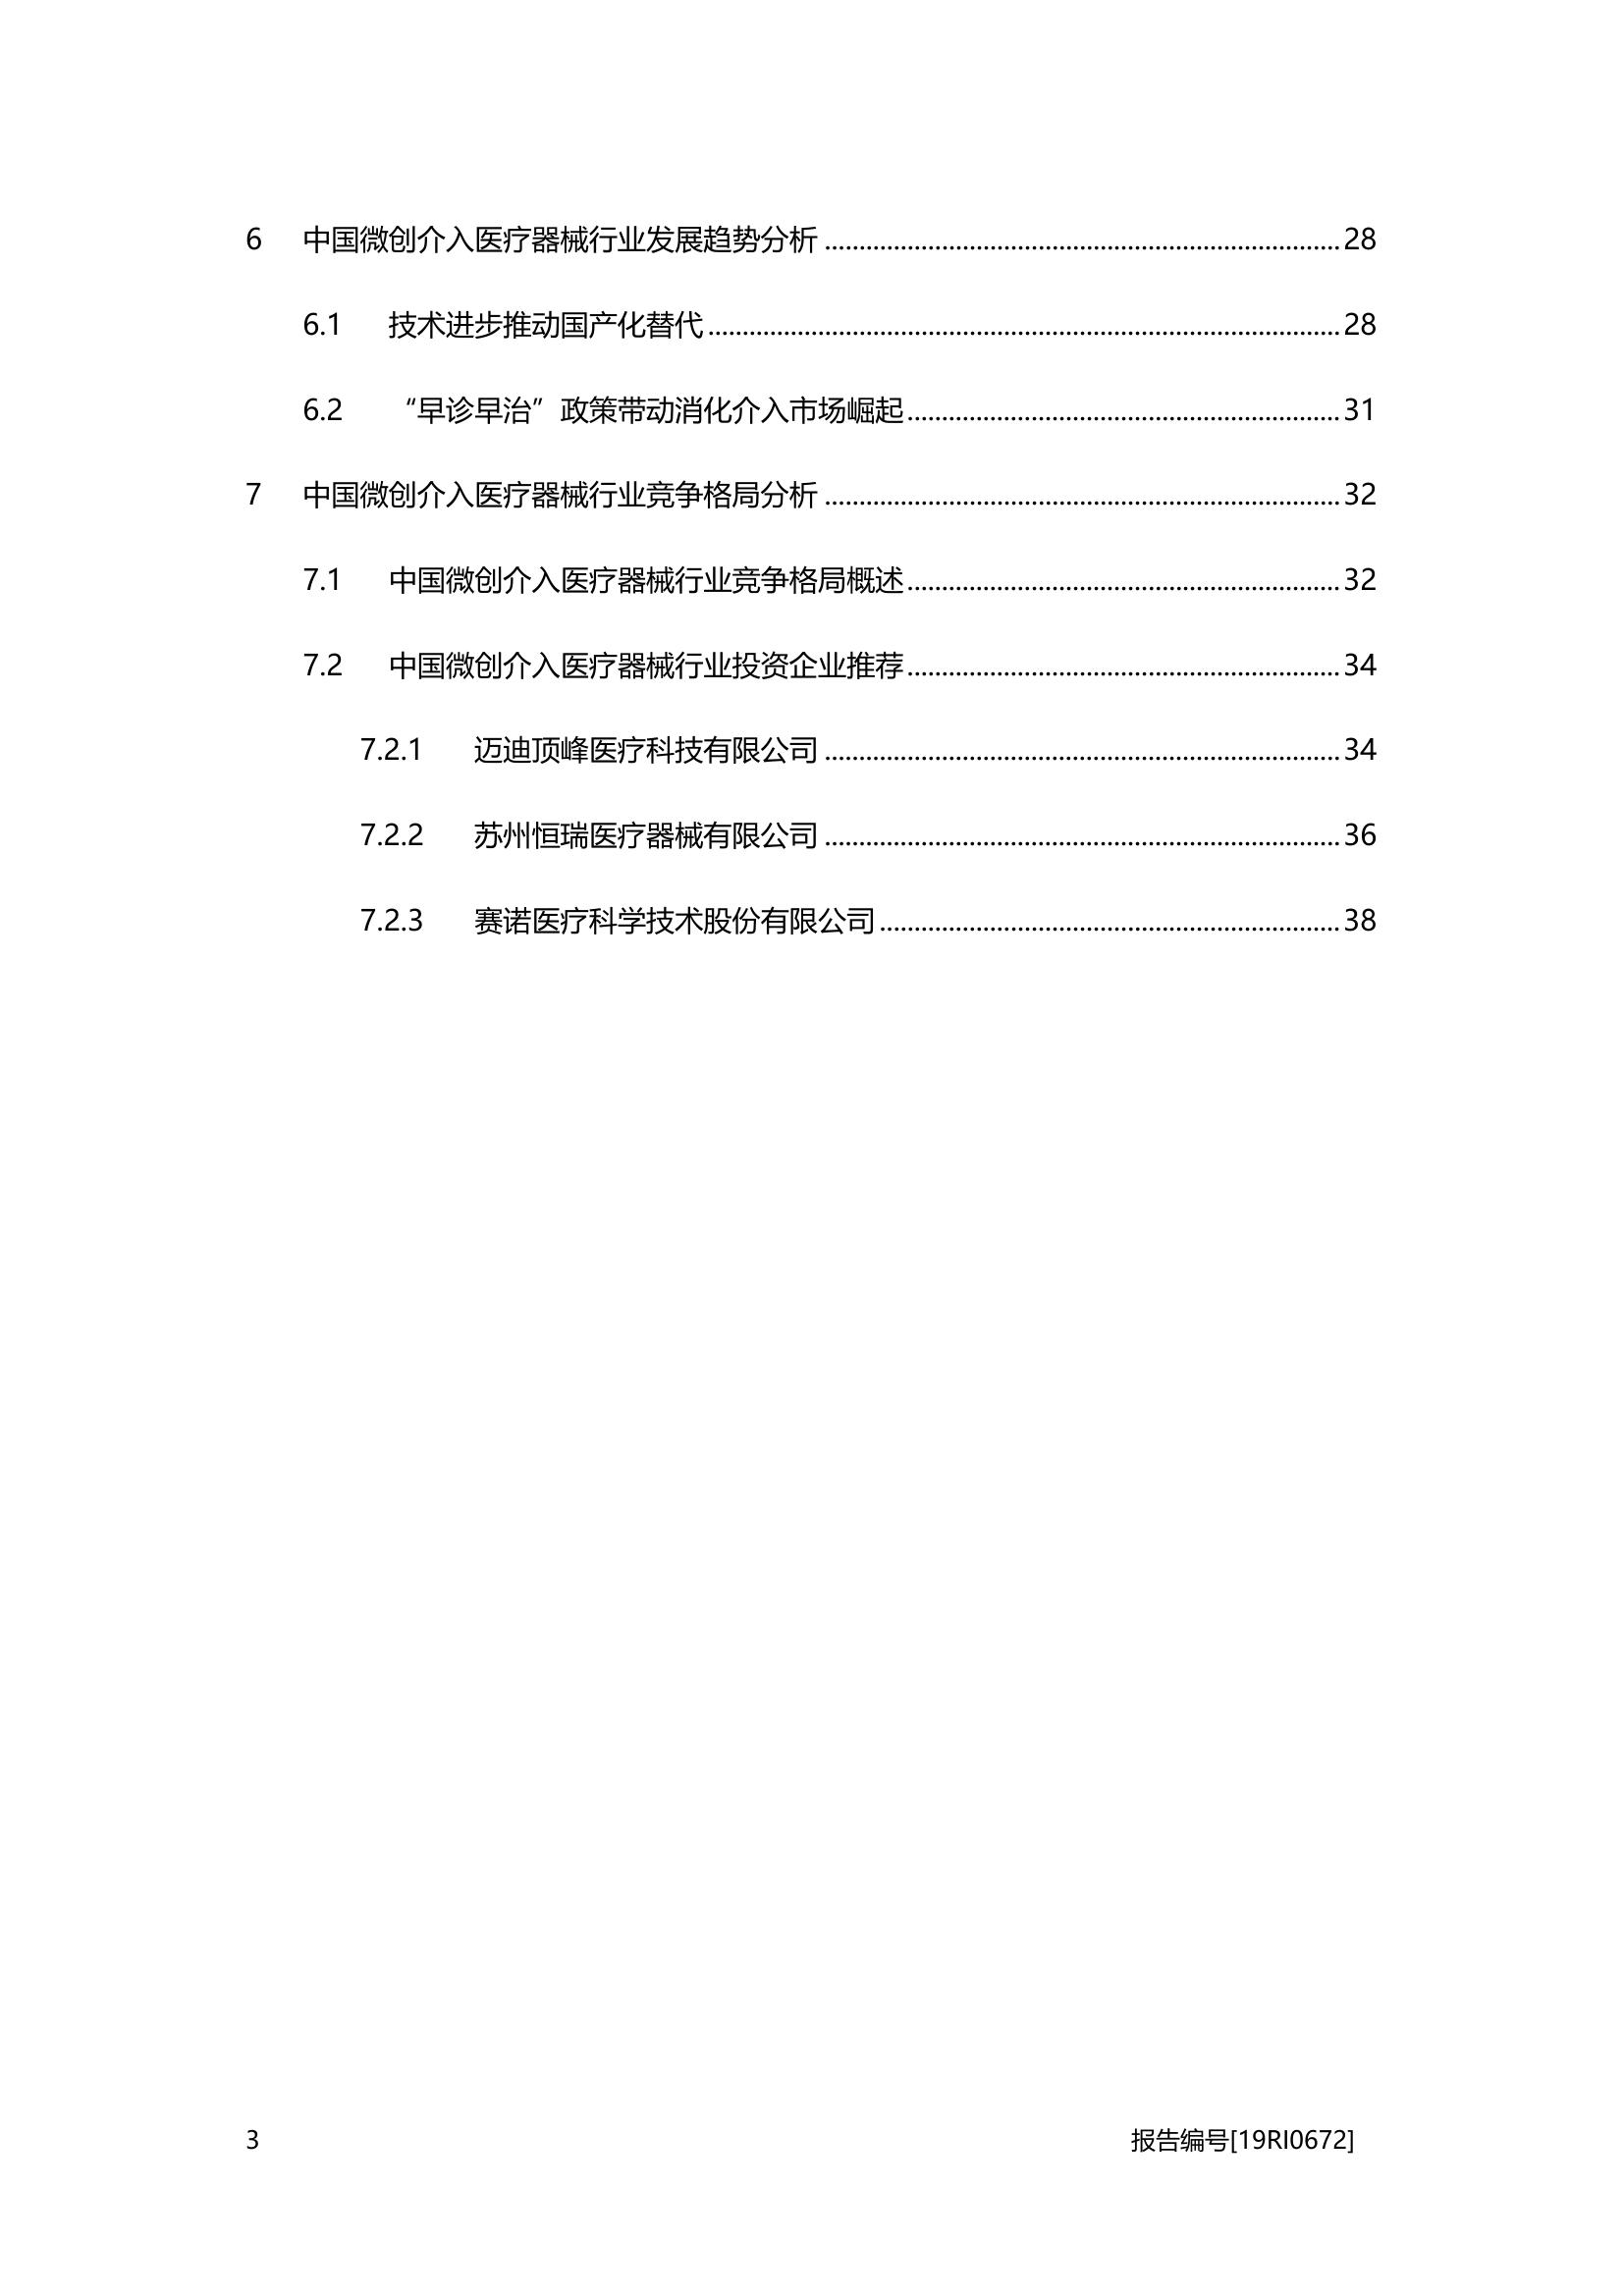 6 中国微创介入医疗器械行业发展趋势分析 ........................................ 28
6.1 技术进步推动国产化替代 ........................................ 28
6.2 “早诊早治”政策带动消化介入市场崛起 ........................................ 31
7 中国微创介入医疗器械行业竞争格局分析 ........................................ 32
7.1 中国微创介入医疗器械行业竞争格局概述 ........................................ 32
7.2 中国微创介入医疗器械行业投资企业推荐 ........................................ 34
7.2.1 迈迪顶峰医疗科技有限公司 ........................................ 34
7.2.2 苏州恒瑞医疗器械有限公司 ........................................ 36
7.2.3 赛诺医疗科学技术股份有限公司 ........................................ 38
3 报告编号[19RI0672]